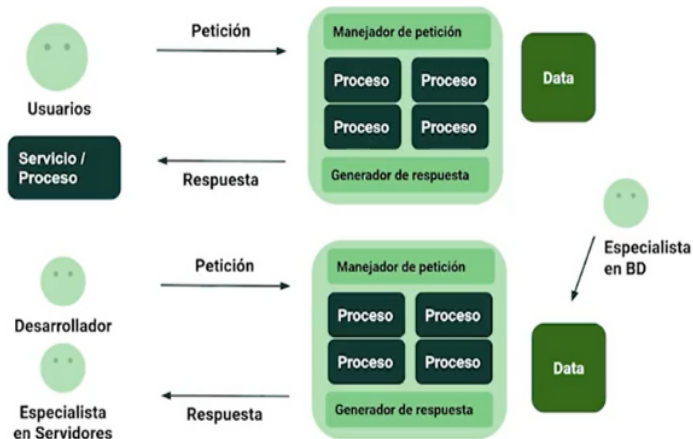 Petición
Manejador de petición
Usuarios
Proceso
Proceso
Data
Proceso
Proceso
Servicio /
Proceso
Respuesta
Generador de respuesta
Especialista
en BD
Petición
Manejador de petición
Desarrollador
Proceso
Proceso
Proceso
Proceso
Data
Especialista
en Servidores
Respuesta
Generador de respuesta